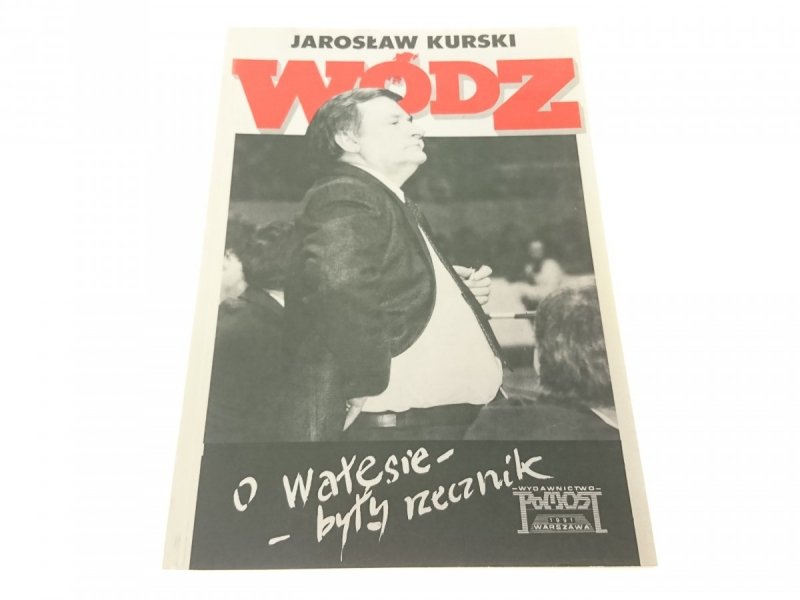 JAROSŁAW KURSKI
WÓDZ
O Wałęsie -
- były rzecznik
- WYDAWNICTWO -
POMOST
1991
WARSZAWA